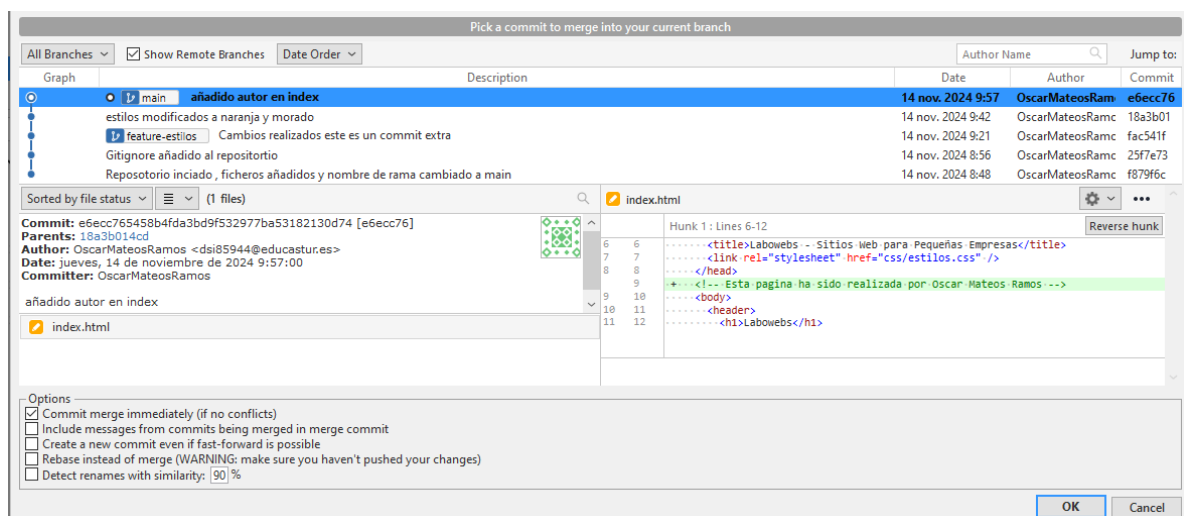 Pick a commit to merge into your current branch
All Branches Show Remote Branches Date Order Author Name Jump to:
Graph Description Date Author Commit
main añadido autor en index 14 nov. 2024 9:57 OscarMateosRam e6ecc76
estilos modificados a naranja y morado 14 nov. 2024 9:42 OscarMateosRamc 18a3b01
feature-estilos Cambios realizados este es un commit extra 14 nov. 2024 9:21 OscarMateosRamc fac541f
Gitignore añadido al repositortio 14 nov. 2024 8:56 OscarMateosRamc 25f7e73
Reposotorio inciado , ficheros añadidos y nombre de rama cambiado a main 14 nov. 2024 8:48 OscarMateosRamc f879f6c
Sorted by file status (1 files)
Commit: e6ecc765458b4fda3bd9f532977ba53182130d74 [e6ecc76]
Parents: 18a3b014cd
Author: OscarMateosRamos <dsi85944@educastur.es>
Date: jueves, 14 de noviembre de 2024 9:57:00
Committer: OscarMateosRamos
añadido autor en index
index.html
index.html
Hunk 1 : Lines 6-12 Reverse hunk
6 6 <title>Labowebs - Sitios Web para Pequeñas Empresas</title>
7 7 <link rel="stylesheet" href="css/estilos.css" />
8 8 </head>
9 + <!-- Esta pagina ha sido realizada por Oscar Mateos Ramos -->
9 10 <body>
10 11 <header>
11 12 <h1>Labowebs</h1>
Options
Commit merge immediately (if no conflicts)
Include messages from commits being merged in merge commit
Create a new commit even if fast-forward is possible
Rebase instead of merge (WARNING: make sure you haven't pushed your changes)
Detect renames with similarity: 90 %
OK Cancel